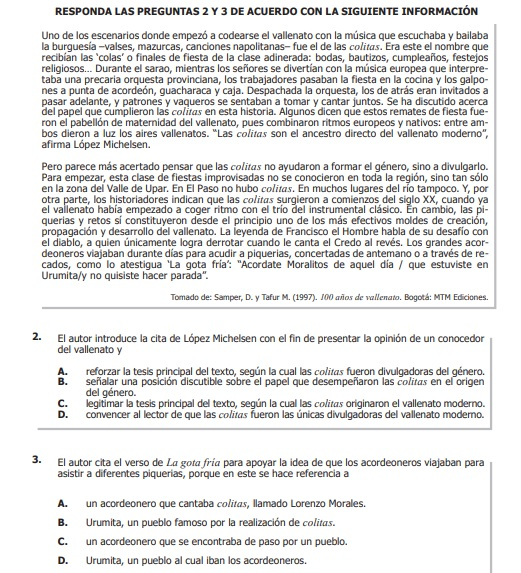 RESPONDA LAS PREGUNTAS 2 Y 3 DE ACUERDO CON LA SIGUIENTE INFORMACIÓN
Uno de los escenarios donde empezó a codearse el vallenato con la música que escuchaba y bailaba
la burguesía –valses, mazurcas, canciones napolitanas– fue el de las colitas. Era este el nombre que
recibían las 'colas' o finales de fiesta de la clase adinerada: bodas, bautizos, cumpleaños, festejos
religiosos... Durante el sarao, mientras los señores se divertían con la música europea que interpre-
taba una precaria orquesta provinciana, los trabajadores pasaban la fiesta en la cocina y los galpo-
nes a punta de acordeón, guacharaca y caja. Despachada la orquesta, los de atrás eran invitados a
pasar adelante, y patrones y vaqueros se sentaban a tomar y cantar juntos. Se ha discutido acerca
del papel que cumplieron las colitas en esta historia. Algunos dicen que estos remates de fiesta fue-
ron el pabellón de maternidad del vallenato, pues combinaron ritmos europeos y nativos: entre am-
bos dieron a luz los aires vallenatos. "Las colitas son el ancestro directo del vallenato moderno",
afirma López Michelsen.
Pero parece más acertado pensar que las colitas no ayudaron a formar el género, sino a divulgarlo.
Para empezar, esta clase de fiestas improvisadas no se conocieron en toda la región, sino tan sólo
en la zona del Valle de Upar. En El Paso no hubo colitas. En muchos lugares del río tampoco. Y, por
otra parte, los historiadores indican que las colitas surgieron a comienzos del siglo XX, cuando ya
el vallenato había empezado a coger ritmo con el trío del instrumental clásico. En cambio, las pi-
querias y retos sí constituyeron desde el principio uno de los más efectivos moldes de creación,
propagación y desarrollo del vallenato. La leyenda de Francisco el Hombre habla de su desafío con
el diablo, a quien únicamente logra derrotar cuando le canta el Credo al revés. Los grandes acor-
deoneros viajaban durante días para acudir a piquerias, concertadas de antemano o a través de re-
cados, como lo atestigua 'La gota fría': "Acordate Moralitos de aquel día / que estuviste en
Urumita/y no quisiste hacer parada".
Tomado de: Samper, D. y Tafur M. (1997). 100 años de vallenato. Bogotá: MTM Ediciones.
2. El autor introduce la cita de López Michelsen con el fin de presentar la opinión de un conocedor
del vallenato y
A. reforzar la tesis principal del texto, según la cual las colitas fueron divulgadoras del género.
B. señalar una posición discutible sobre el papel que desempeñaron las colitas en el origen
del género.
C. legitimar la tesis principal del texto, según la cual las colitas originaron el vallenato moderno.
D. convencer al lector de que las colitas fueron las únicas divulgadoras del vallenato moderno.
3. El autor cita el verso de La gota fría para apoyar la idea de que los acordeoneros viajaban para
asistir a diferentes piquerias, porque en este se hace referencia a
A. un acordeonero que cantaba colitas, llamado Lorenzo Morales.
B. Urumita, un pueblo famoso por la realización de colitas.
C. un acordeonero que se encontraba de paso por un pueblo.
D. Urumita, un pueblo al cual iban los acordeoneros.